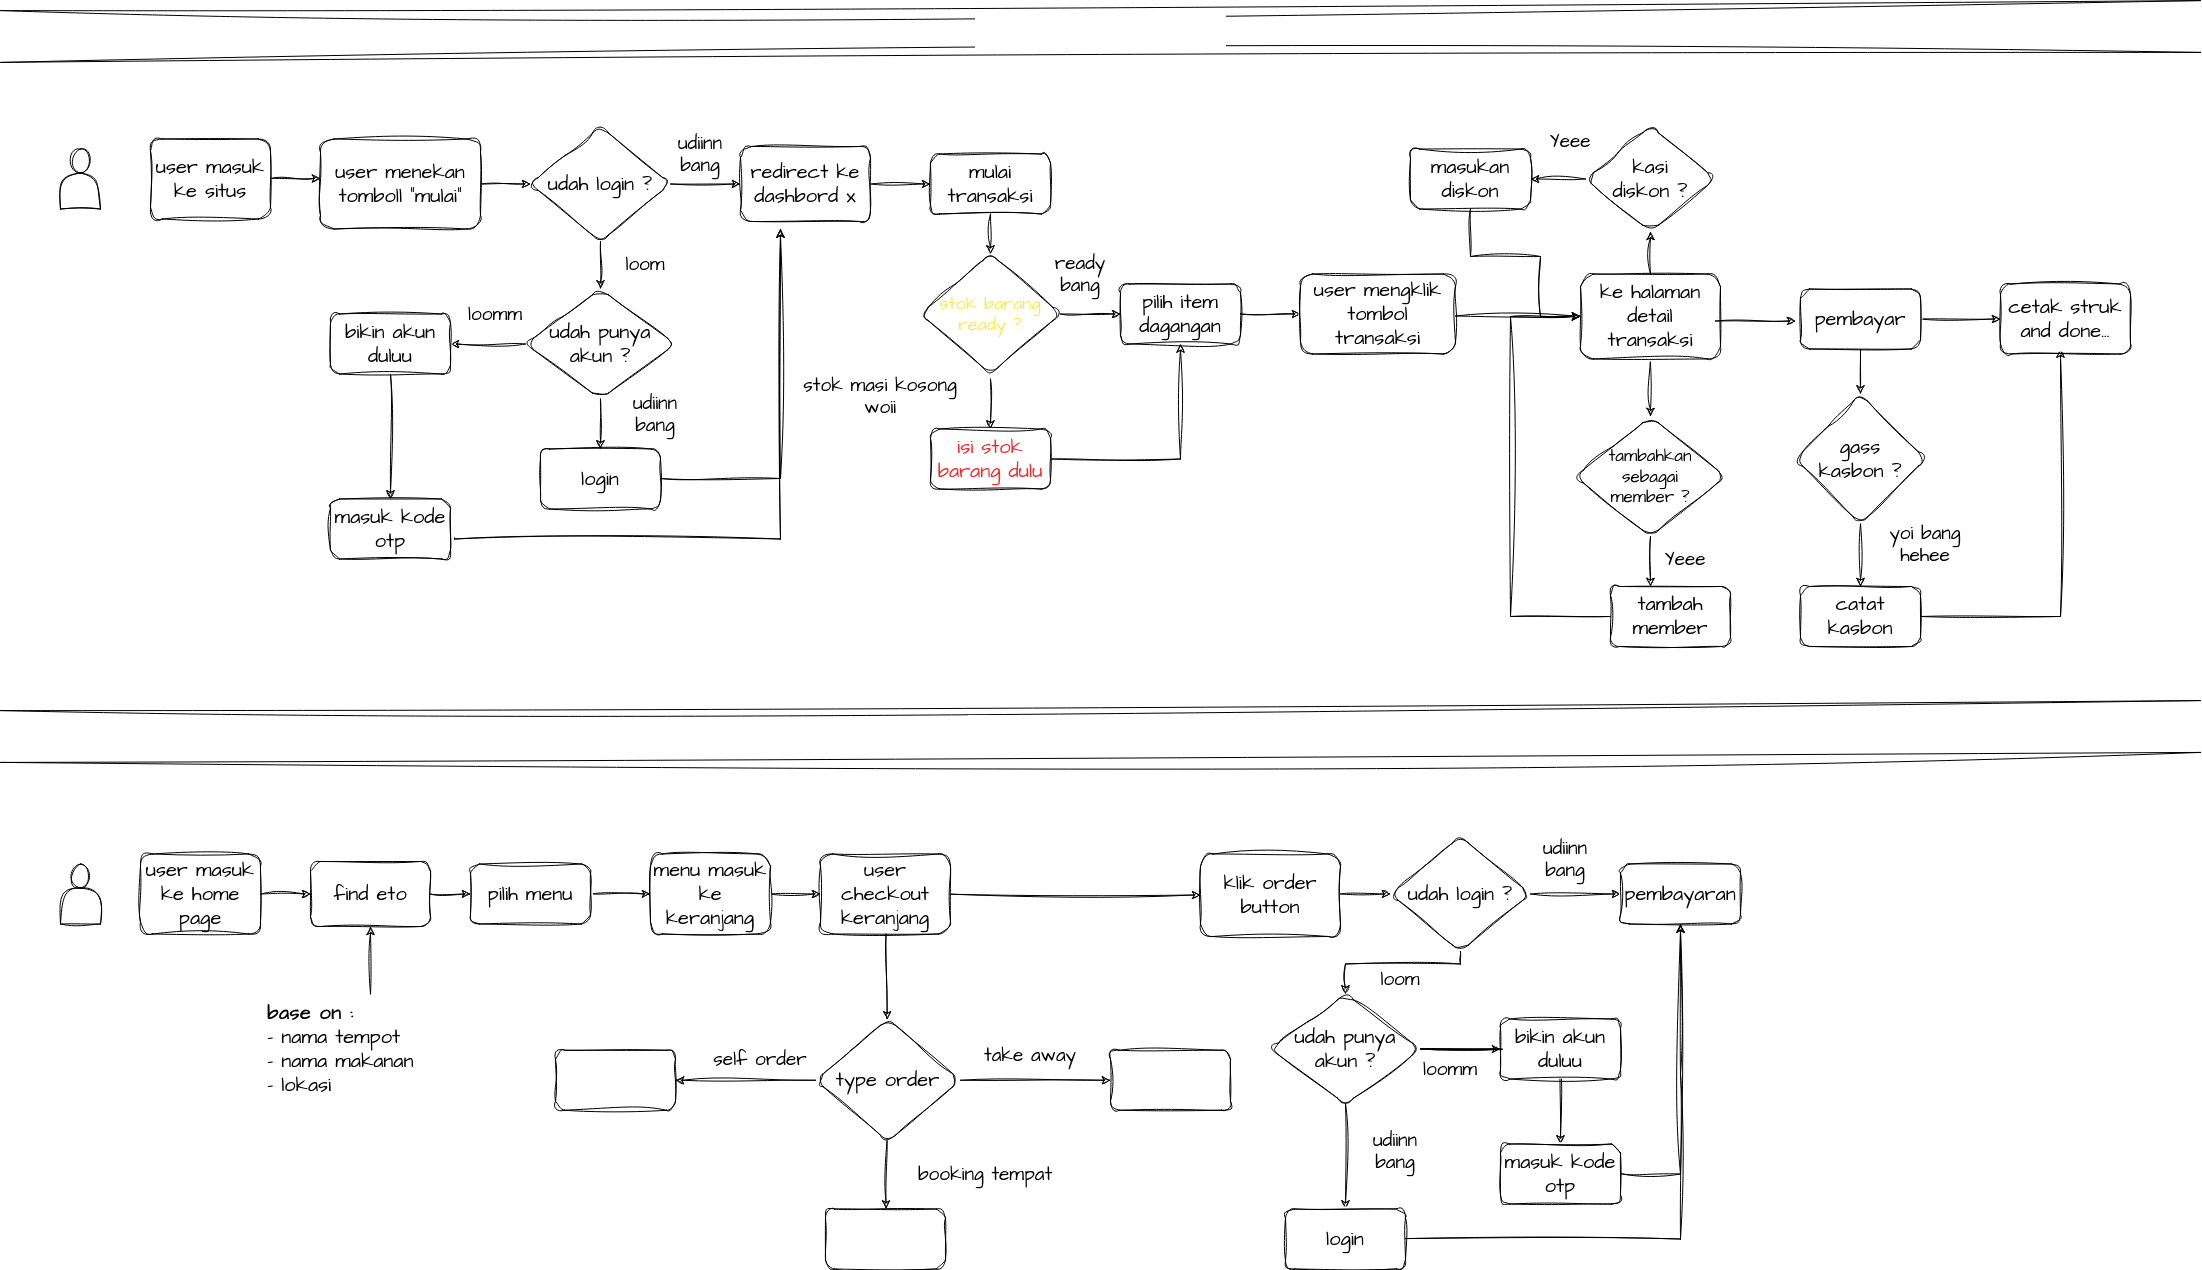 user masuk
ke situs
user menekan
tomboll "mulai"
udah login ?
udiinn
bang
redirect ke
dashbord x
mulai
transaksi
loom
udah punya
akun ?
loomm
bikin akun
duluu
udiinn
bang
login
masuk kode
otp
stok barang
ready ?
ready
bang
pilih item
dagangan
stok masi kosong
woii
isi stok
barang dulu
user mengklik
tombol
transaksi
ke halaman
detail
transaksi
kasi
diskon ?
Yeee
masukan
diskon
tambahkan
sebagai
member ?
Yeee
tambah
member
pembayar
cetak struk
and done...
gass
kasbon ?
yoi bang
hehee
catat
kasbon
user masuk
ke home
page
find eto
base on :
- nama tempot
- nama makanan
- lokasi
pilih menu
menu masuk
ke
keranjang
user
checkout
keranjang
type order
self order
take away
booking tempat
klik order
button
udah login ?
udiinn
bang
pembayaran
loom
udah punya
akun ?
loomm
bikin akun
duluu
masuk kode
otp
udiinn
bang
login